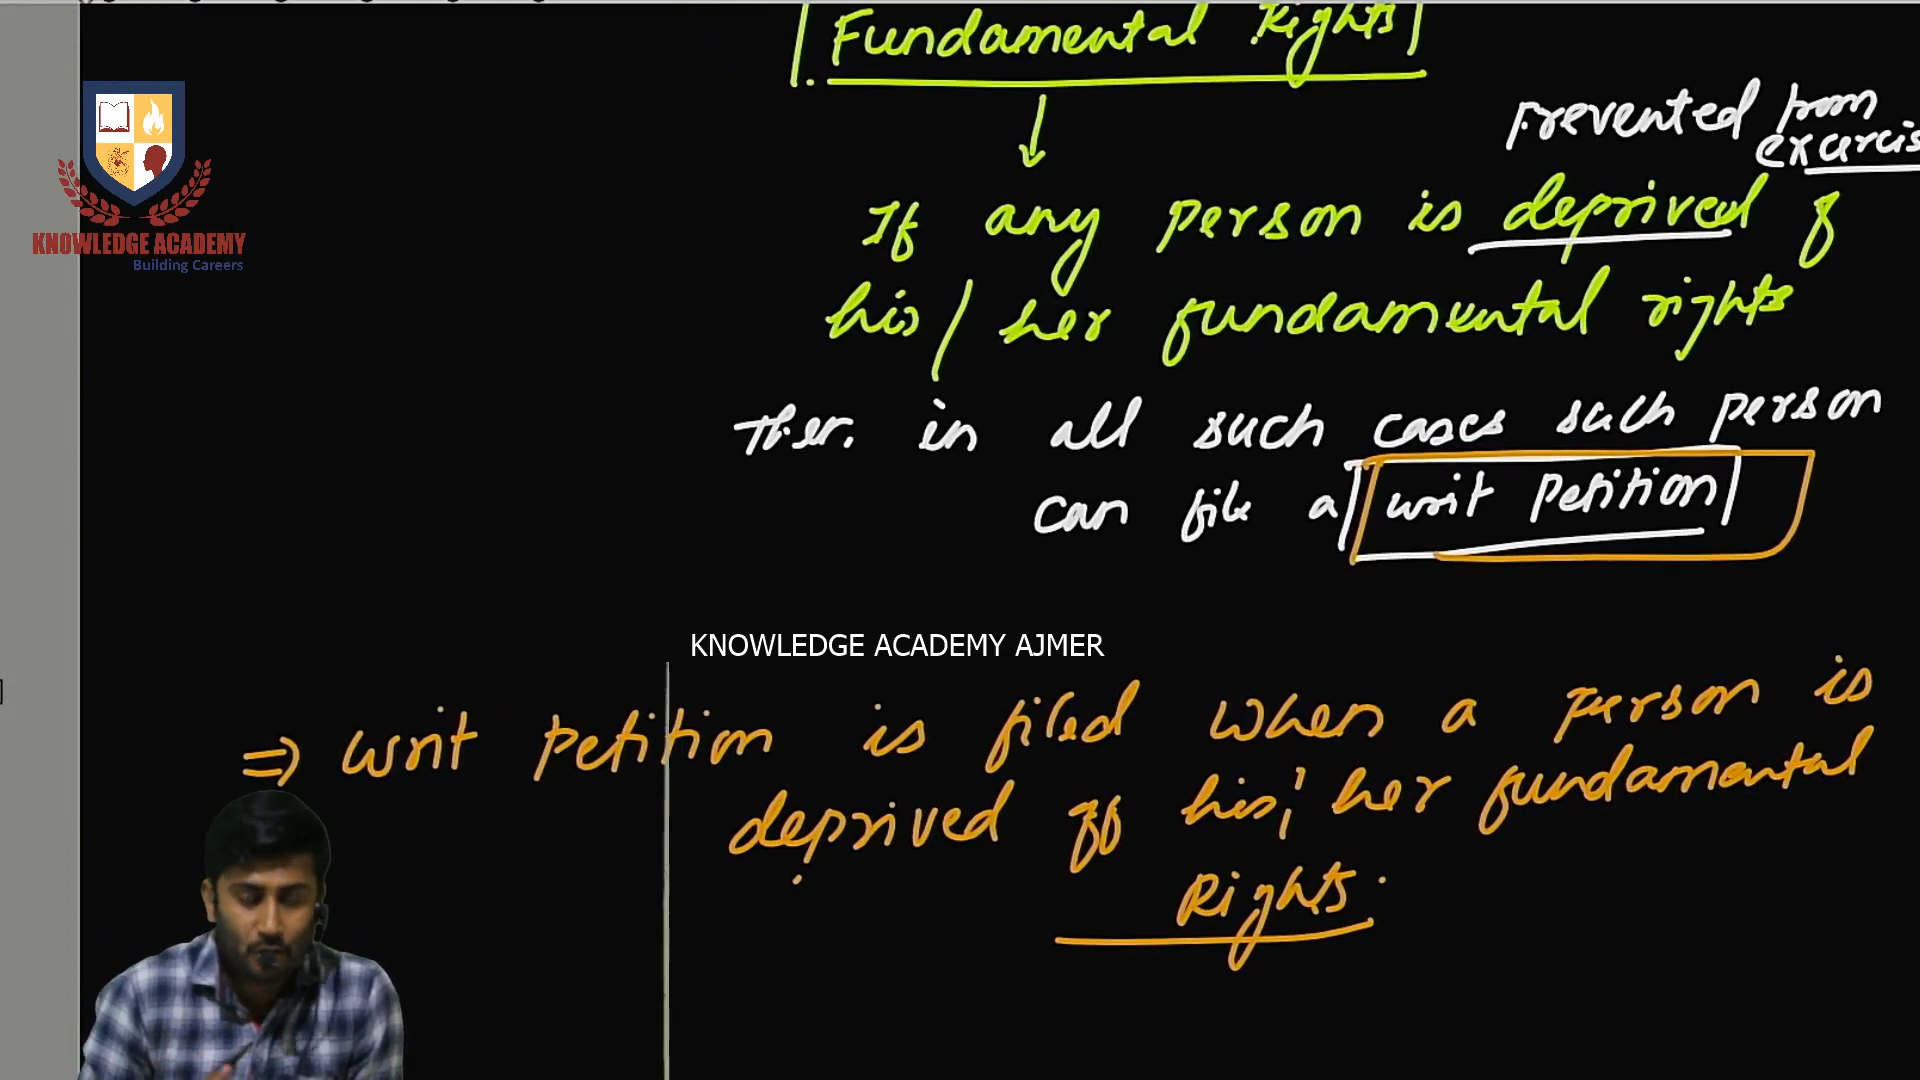 Fundamental Rights
prevented from
exercis
If any person is deprived of
his/her fundamental rights
Then in all such cases such person
can file a writ petition
KNOWLEDGE ACADEMY
Building Careers
KNOWLEDGE ACADEMY AJMER
⇒ writ petition is filed when a person is
deprived of his/her fundamental
Rights.